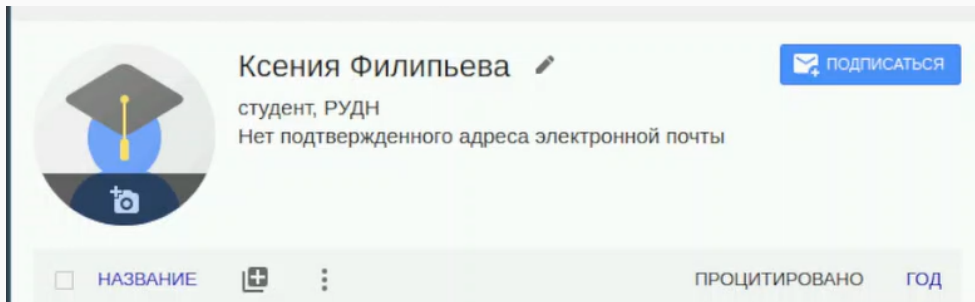 Ксения Филипьева
ПОДПИСАТЬСЯ
студент, РУДН
Нет подтвержденного адреса электронной почты
НАЗВАНИЕ ПРОЦИТИРОВАНО ГОД